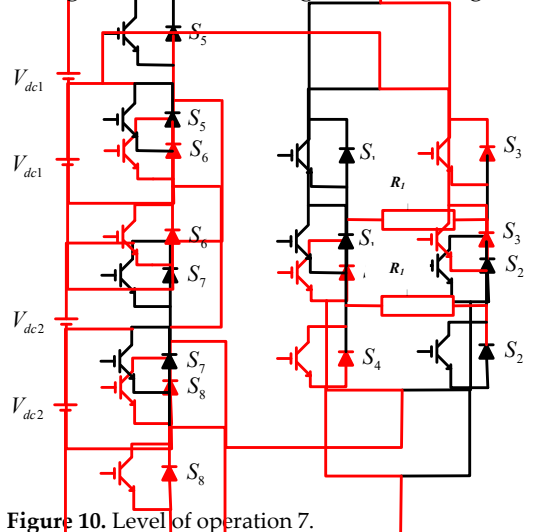 S5
Vdc1
S5
S6
S3
Vdc1
R1
S6
S3
S7
R1
S2
Vdc2
S7
S2
S8
S4
Vdc2
S8
Figure 10. Level of operation 7.